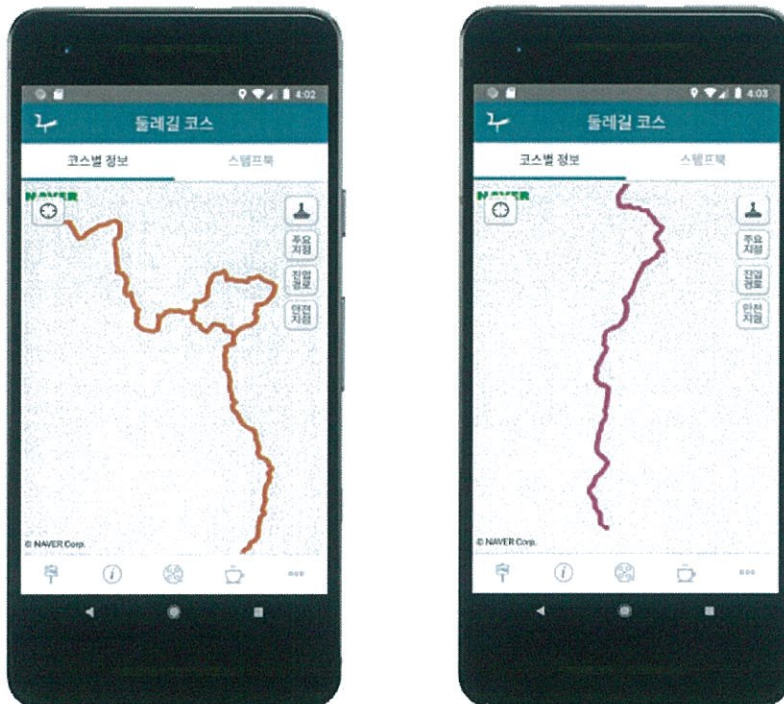 4:02
둘레길 코스
코스별 정보
스탬프북
NAVER
주요
지점
진입
경로
안전
지점
© NAVER Corp.
4:03
둘레길 코스
코스별 정보
스탬프북
NAVER
주요
지점
진입
경로
안전
지점
© NAVER Corp.